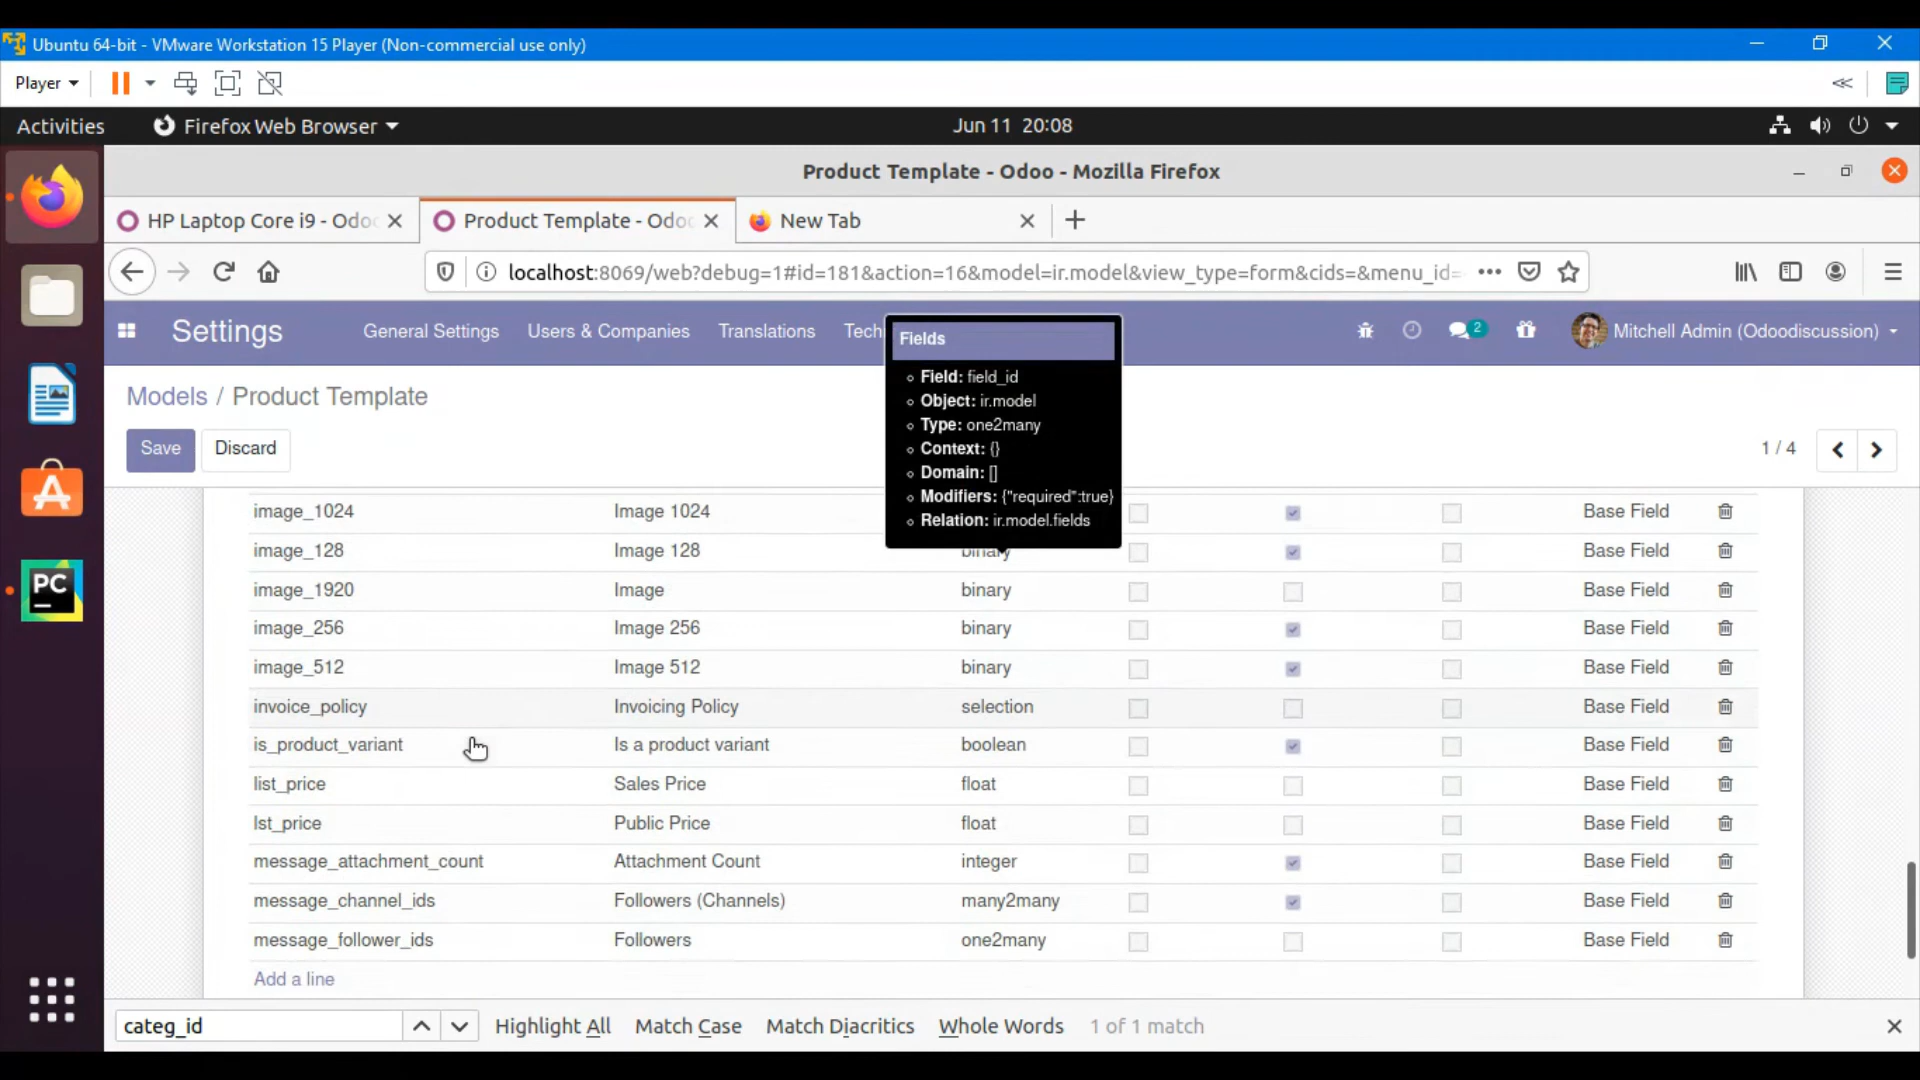 Ubuntu 64-bit - VMware Workstation 15 Player (Non-commercial use only)
Player
Activities
Firefox Web Browser
Jun 11 20:08
Product Template - Odoo - Mozilla Firefox
HP Laptop Core i9 - Odoo
Product Template - Odoo
New Tab
localhost:8069/web?debug=1#id=181&action=16&model=ir.model&view_type=form&cids=&menu_id=
Settings
General Settings
Users & Companies
Translations
Tech
2
Mitchell Admin (Odoodiscussion)
Fields
Field: field_id
Object: ir.model
Type: one2many
Context: {}
Domain: []
Modifiers: {"required":true}
Relation: ir.model.fields
Models / Product Template
Save
Discard
1 / 4
image_1024 Image 1024 Base Field
image_128 Image 128 binary Base Field
image_1920 Image binary Base Field
image_256 Image 256 binary Base Field
image_512 Image 512 binary Base Field
invoice_policy Invoicing Policy selection Base Field
is_product_variant Is a product variant boolean Base Field
list_price Sales Price float Base Field
lst_price Public Price float Base Field
message_attachment_count Attachment Count integer Base Field
message_channel_ids Followers (Channels) many2many Base Field
message_follower_ids Followers one2many Base Field
Add a line
PC
categ_id
Highlight All
Match Case
Match Diacritics
Whole Words
1 of 1 match